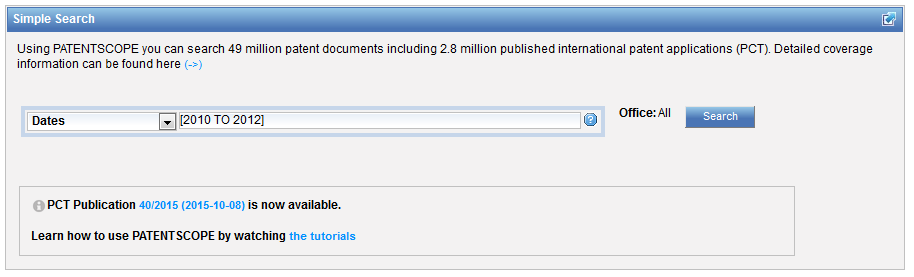 Simple Search
Using PATENTSCOPE you can search 49 million patent documents including 2.8 million published international patent applications (PCT). Detailed coverage
information can be found here (->)
Dates [2010 TO 2012] ? Office: All Search
PCT Publication 40/2015 (2015-10-08) is now available.
Learn how to use PATENTSCOPE by watching the tutorials